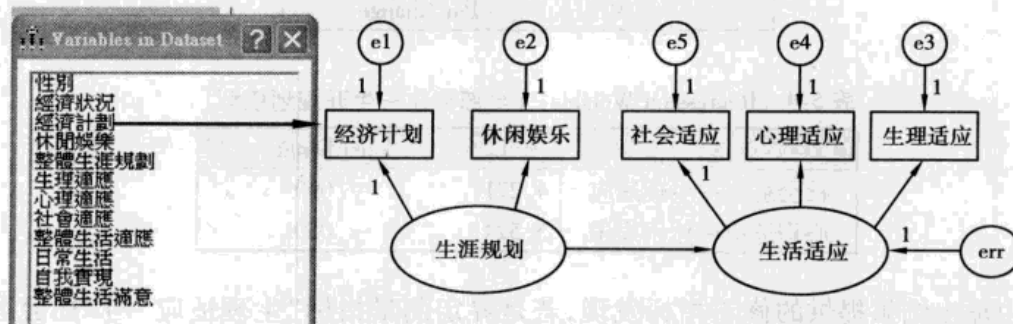 Variables in Dataset ? ×
性別
經濟狀況
經濟計劃
休閒娛樂
整體生涯規劃
生理適應
心理適應
社會適應
整體生活適應
日常生活
自我實現
整體生活滿意
e1 e2 e5 e4 e3
1 1 1 1 1
经济计划 休闲娱乐 社会适应 心理适应 生理适应
1 1
生涯规划 生活适应 1 err